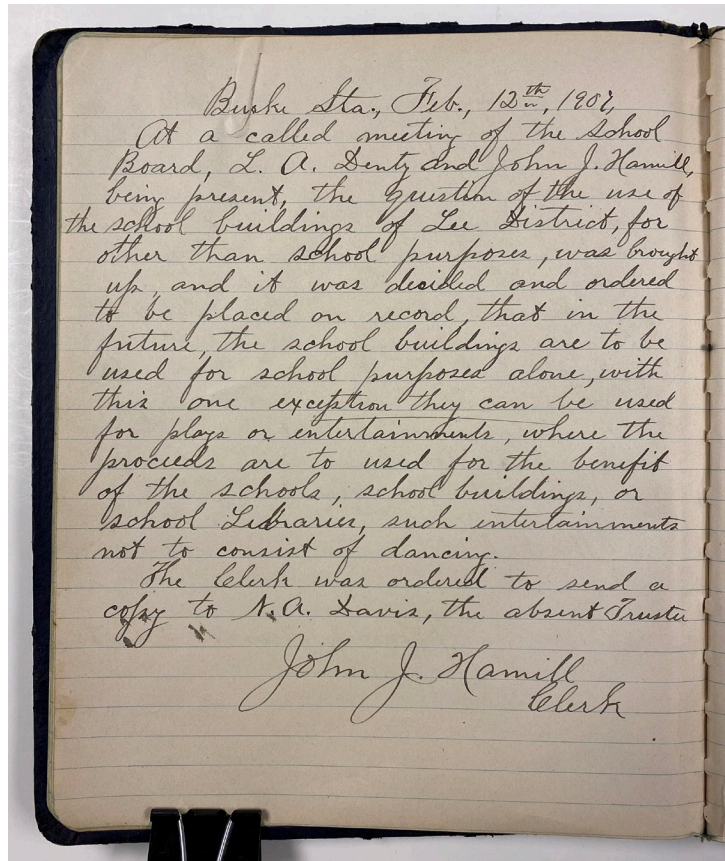 Buske Sta., Feb., 12th, 1907,
At a called meeting of the School
Board, L. A. Denty and John J. Hamill,
being present, the question of the use of
the school buildings of Lee District, for
other than school purposes, was brought
up, and it was decided and ordered
to be placed on record, that in the
future, the school buildings are to be
used for school purposes alone, with
this one exception they can be used
for plays or entertainments, where the
proceeds are to used for the benefit
of the schools, school buildings, or
school Libraries, such entertainments
not to consist of dancing.
The Clerk was ordered to send a
copy to N. A. Davis, the absent Trustee
John J. Hamill
Clerk